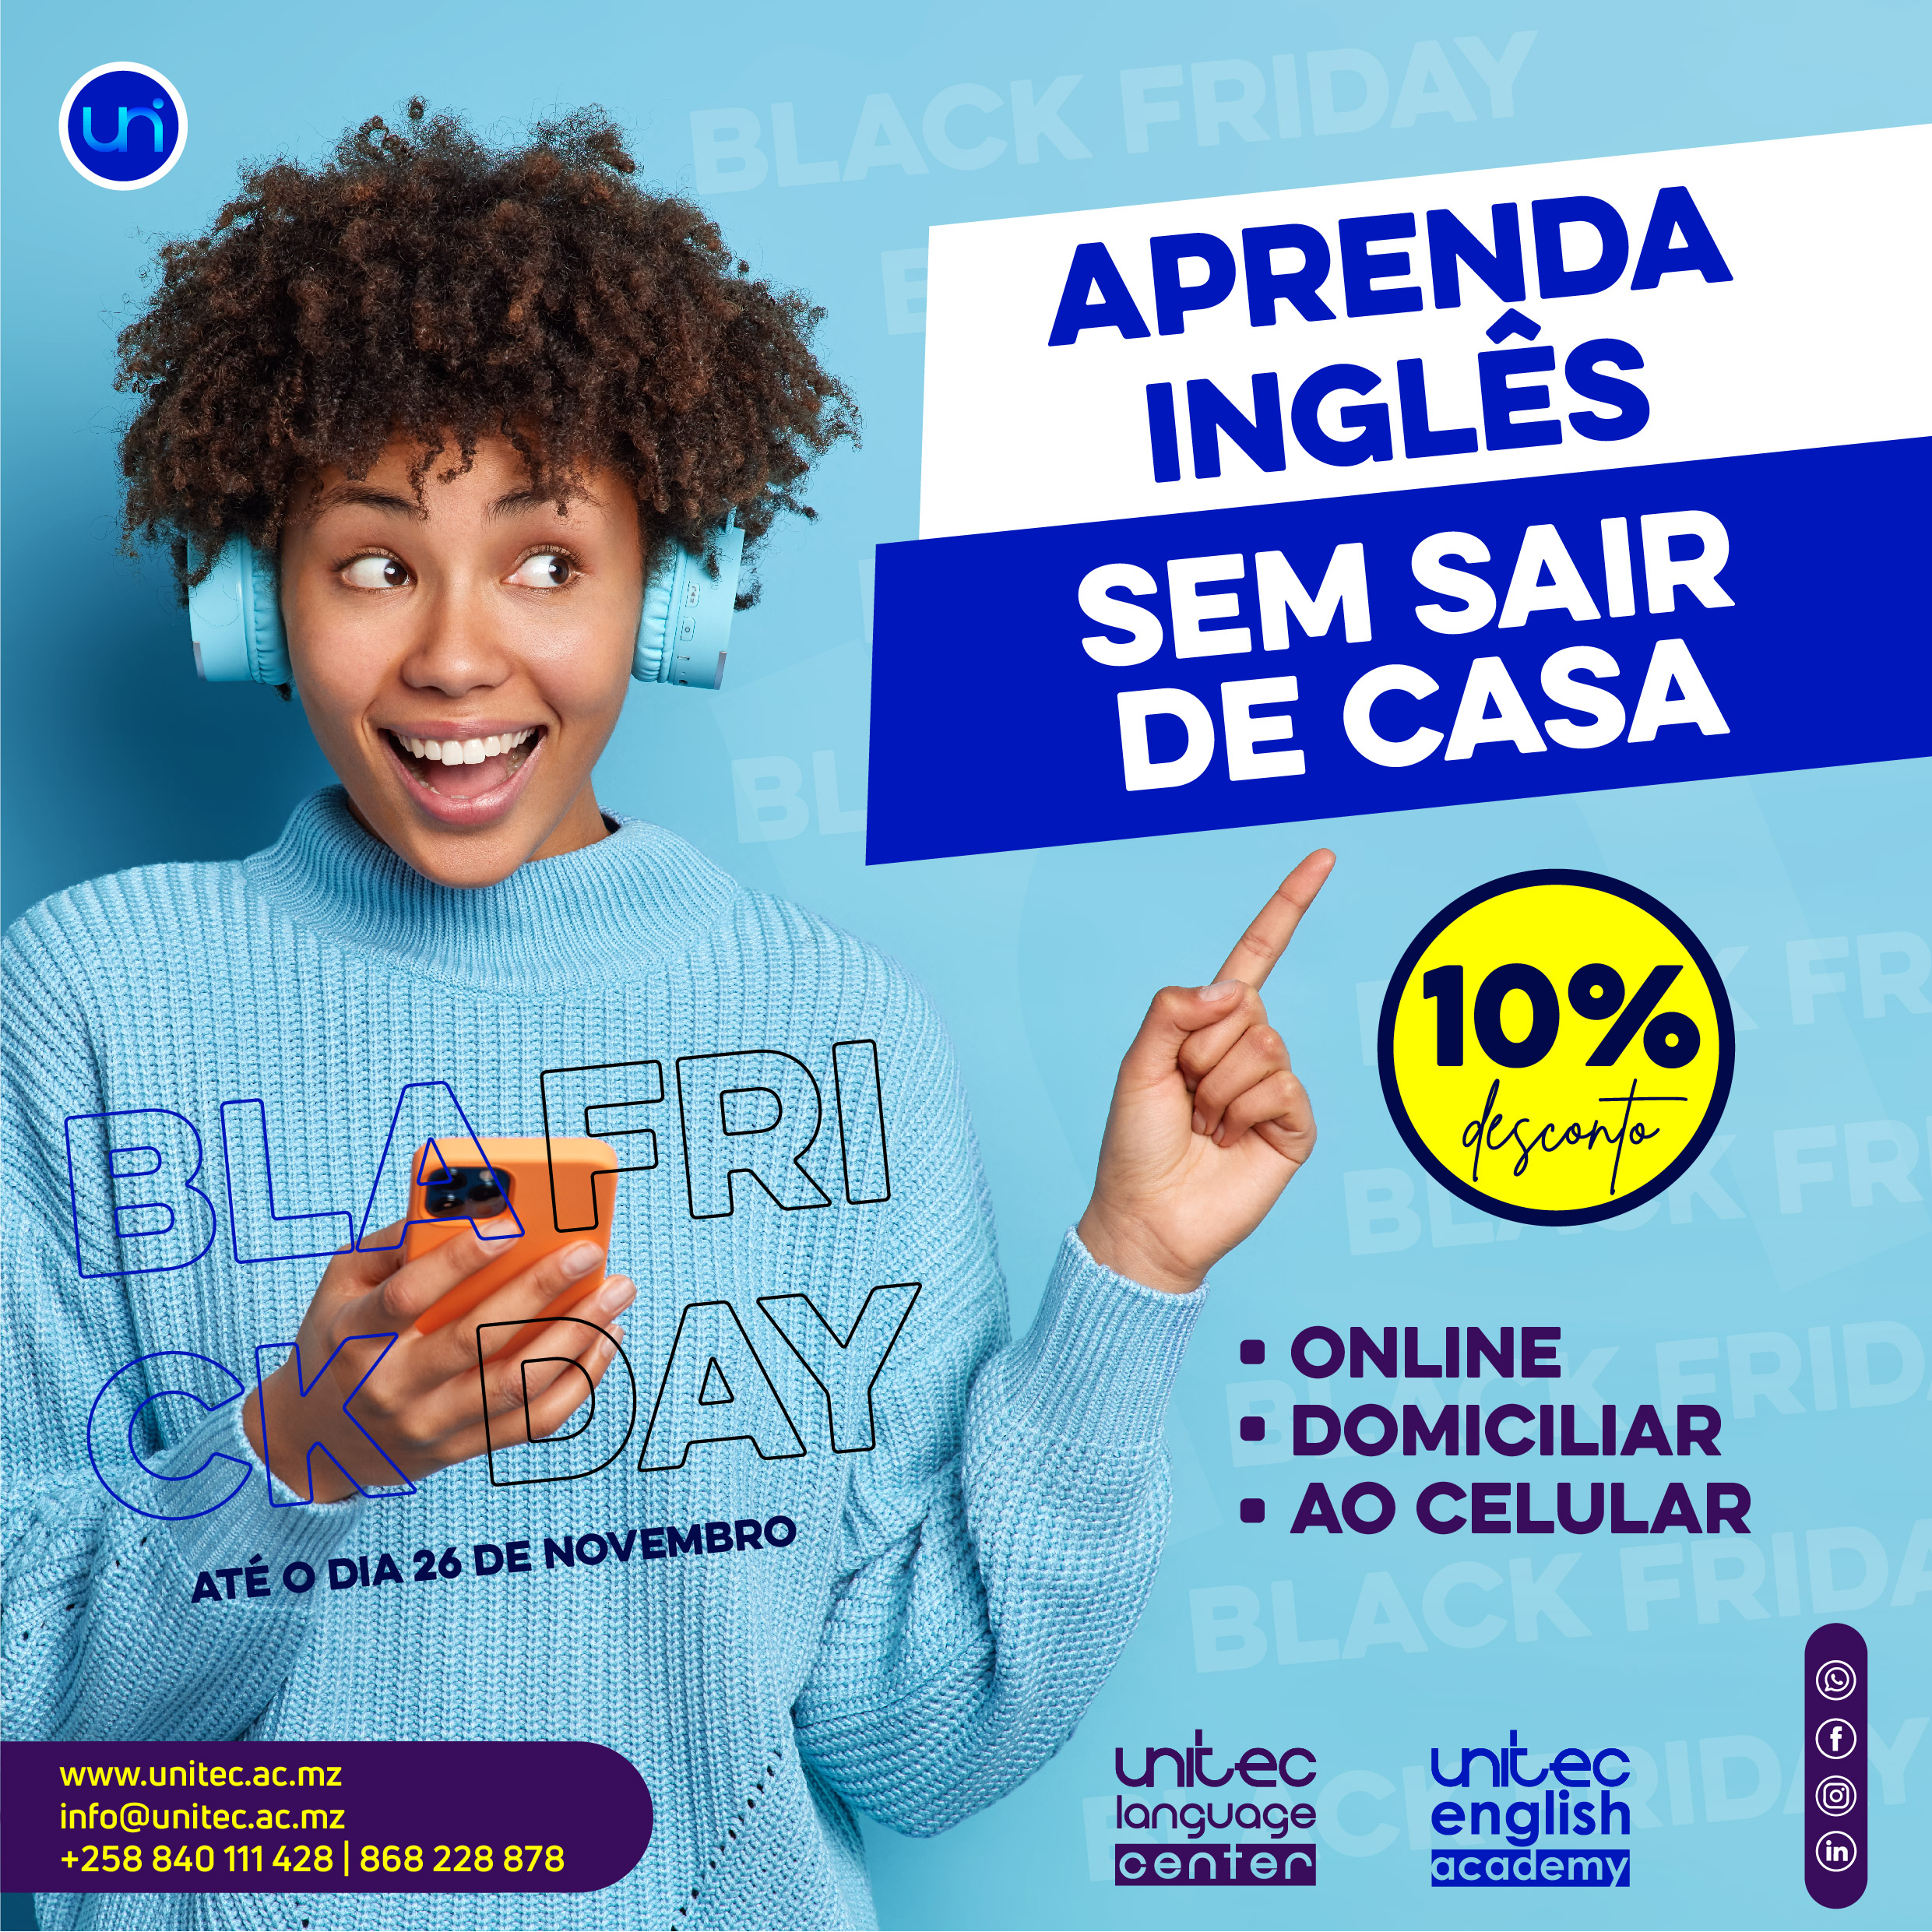 uni
BLACK FRIDAY
APRENDA
INGLÊS
SEM SAIR
DE CASA
10%
desconto
BLA FRI
CK DAY
ATÉ O DIA 26 DE NOVEMBRO
ONLINE
DOMICILIAR
AO CELULAR
BLACK FRIDA
www.unitec.ac.mz
info@unitec.ac.mz
+258 840 111 428 | 868 228 878
unitec
language
center
unitec
english
academy